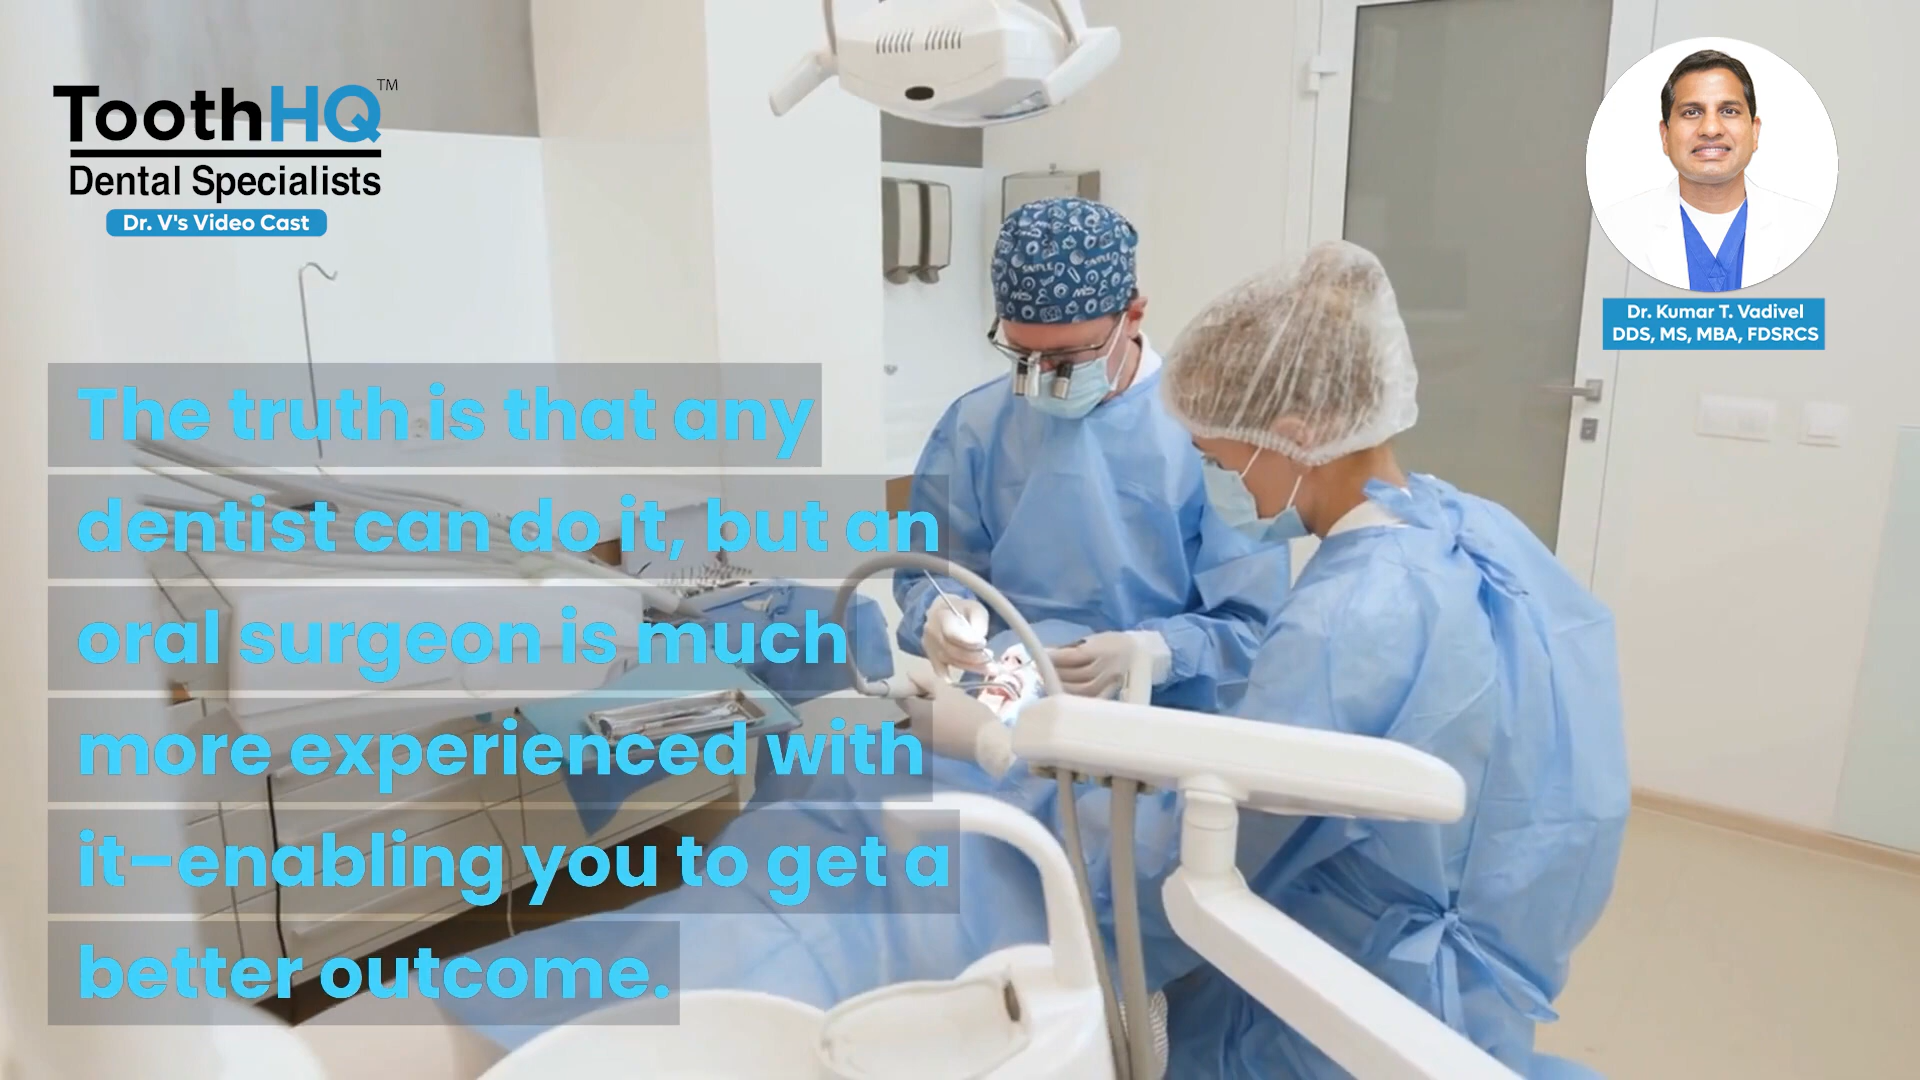 ToothHQ™
Dental Specialists
Dr. V's Video Cast
Dr. Kumar T. Vadivel
DDS, MS, MBA, FDSRCS
The truth is that any
dentist can do it, but an
oral surgeon is much
more experienced with
it—enabling you to get a
better outcome.